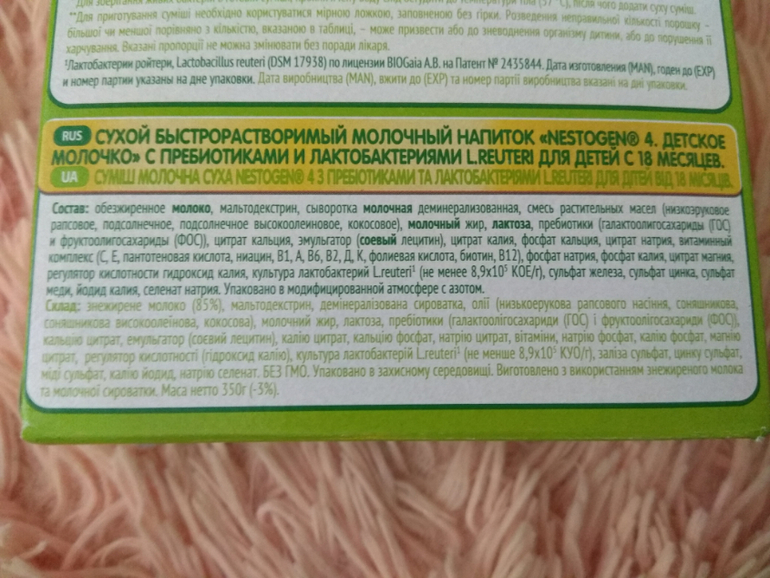 після чого додати суху суміш.
**Для приготування суміші необхідно користуватися мірною ложкою, заповненою без гірки. Розведення неправильної кількості порошку –
більшої чи меншої порівняно з кількістю, вказаною в таблиці, – може призвести або до зневоднення організму дитини, або до порушення її
харчування. Вказані пропорції не можна змінювати без поради лікаря.
¹Лактобактерии ройтери, Lactobacillus reuteri (DSM 17938) по лицензии BIOGaia A.B. на Патент № 2435844. Дата изготовления (MAN), годен до (EXP)
и номер партии указаны на дне упаковки. Дата виробництва (MAN), вжити до (EXP) та номер партії виробництва вказані на дні упаковки.
RUS СУХОЙ БЫСТРОРАСТВОРИМЫЙ МОЛОЧНЫЙ НАПИТОК «NESTOGEN® 4. ДЕТСКОЕ
МОЛОЧКО» С ПРЕБИОТИКАМИ И ЛАКТОБАКТЕРИЯМИ L.REUTERI ДЛЯ ДЕТЕЙ С 18 МЕСЯЦЕВ.
UA СУМІШ МОЛОЧНА СУХА NESTOGEN® 4 З ПРЕБІОТИКАМИ ТА ЛАКТОБАКТЕРІЯМИ L.REUTERI ДЛЯ ДІТЕЙ ВІД 18 МІСЯЦІВ.
Состав: обезжиренное молоко, мальтодекстрин, сыворотка молочная деминерализованная, смесь растительных масел (низкоэруковое
рапсовое, подсолнечное, подсолнечное высокоолеиновое, кокосовое), молочный жир, лактоза, пребиотики (галактоолигосахариды (ГОС)
и фруктоолигосахариды (ФОС)), цитрат кальция, эмульгатор (соевый лецитин), цитрат калия, фосфат кальция, цитрат натрия, витаминный
комплекс (С, Е, пантотеновая кислота, ниацин, В1, А, В6, В2, Д, К, фолиевая кислота, биотин, В12), фосфат натрия, фосфат калия, цитрат магния,
регулятор кислотности гидроксид калия, культура лактобактерий L.reuteri¹ (не менее 8,9x10⁵ КОЕ/г), сульфат железа, сульфат цинка, сульфат
меди, йодид калия, селенат натрия. Упаковано в модифицированной атмосфере с азотом.
Склад: знежирене молоко (85%), мальтодекстрин, демінералізована сироватка, олії (низькоерукова рапсового насіння, соняшникова,
соняшникова високоолеїнова, кокосова), молочний жир, лактоза, пребіотики (галактоолігосахариди (ГОС) і фруктоолігосахариди (ФОС)),
кальцію цитрат, емульгатор (соєвий лецитин), калію цитрат, кальцію фосфат, натрію цитрат, вітаміни, натрію фосфат, калію фосфат, магнію
цитрат, регулятор кислотності (гідроксид калію), культура лактобактерій L.reuteri¹ (не менше 8,9x10⁵ КУО/г), заліза сульфат, цинку сульфат,
міді сульфат, калію йодид, натрію селенат. БЕЗ ГМО. Упаковано в захисному середовищі. Виготовлено з використанням знежиреного молока
та молочної сироватки. Маса нетто 350г (-3%).